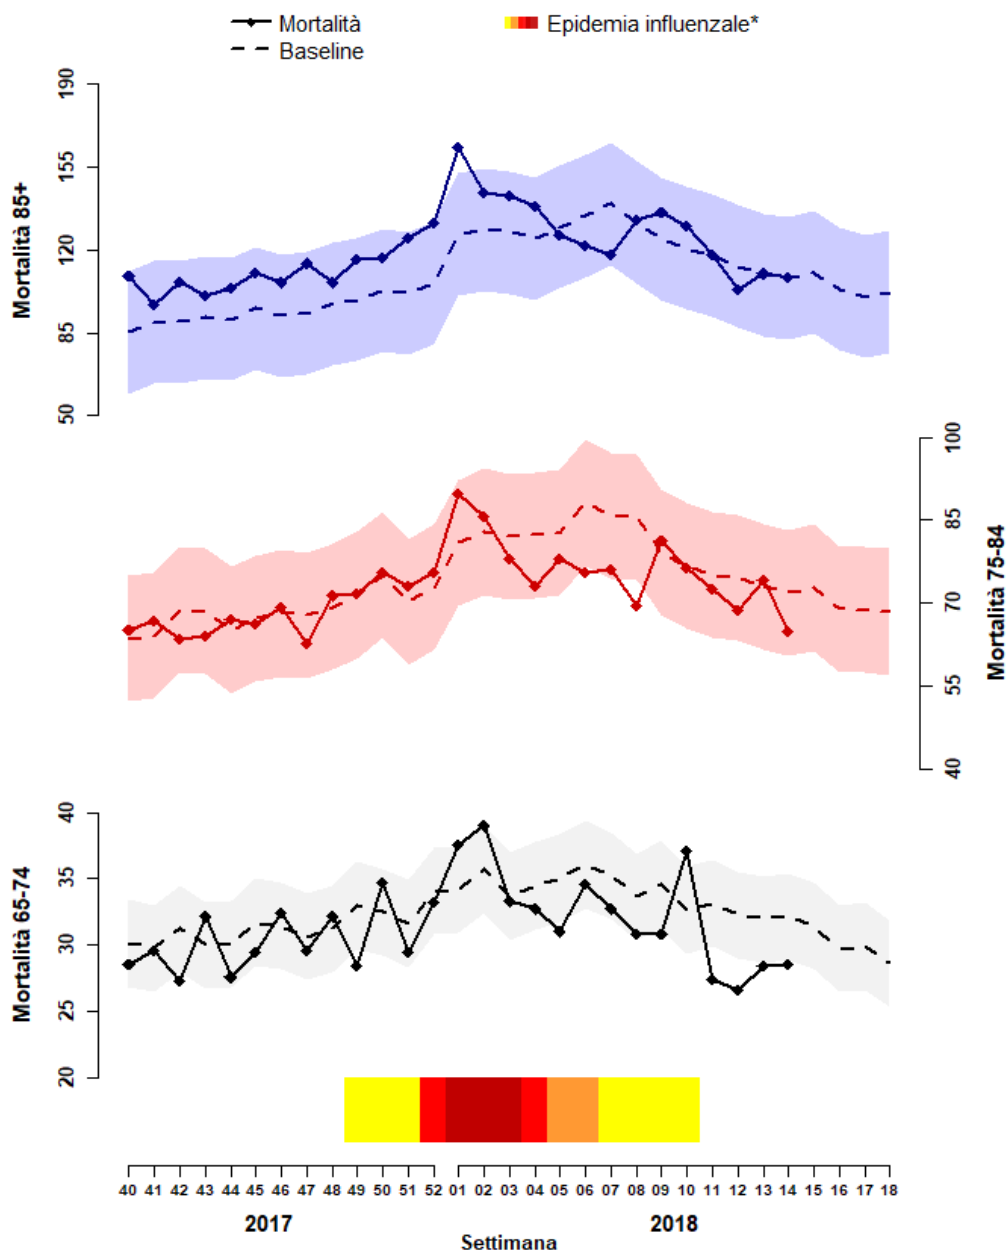 Mortalità
Epidemia influenzale*
Baseline
Mortalità 85+
190
155
120
85
50
Mortalità 75-84
100
85
70
55
40
Mortalità 65-74
40
35
30
25
20
40 41 42 43 44 45 46 47 48 49 50 51 52 01 02 03 04 05 06 07 08 09 10 11 12 13 14 15 16 17 18
2017 2018
Settimana